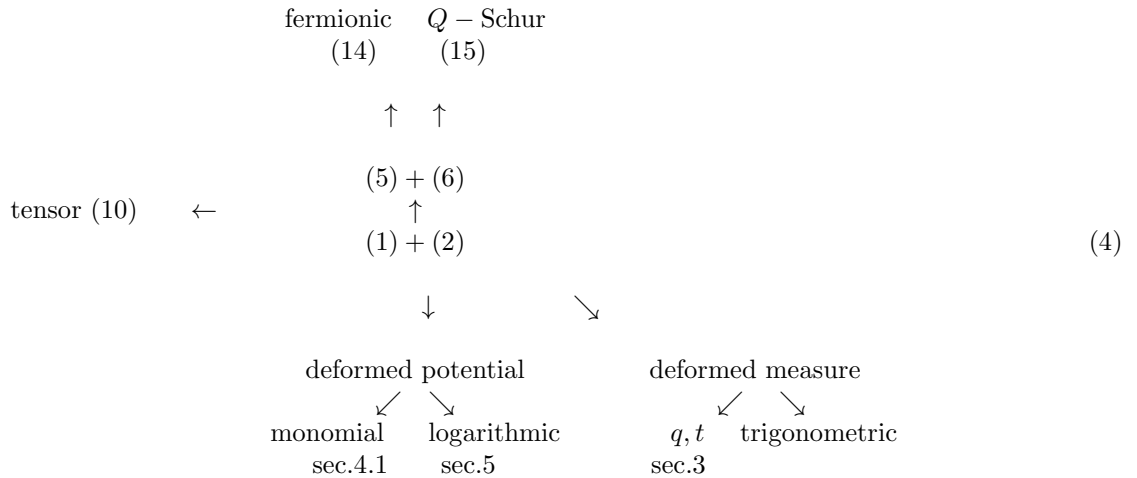 fermionic Q − Schur
(14) (15)
↑ ↑
(5) + (6)
tensor (10) ← ↑
(1) + (2) (4)
↓ ↘
deformed potential deformed measure
↙ ↘ ↙ ↘
monomial logarithmic q, t trigonometric
sec.4.1 sec.5 sec.3